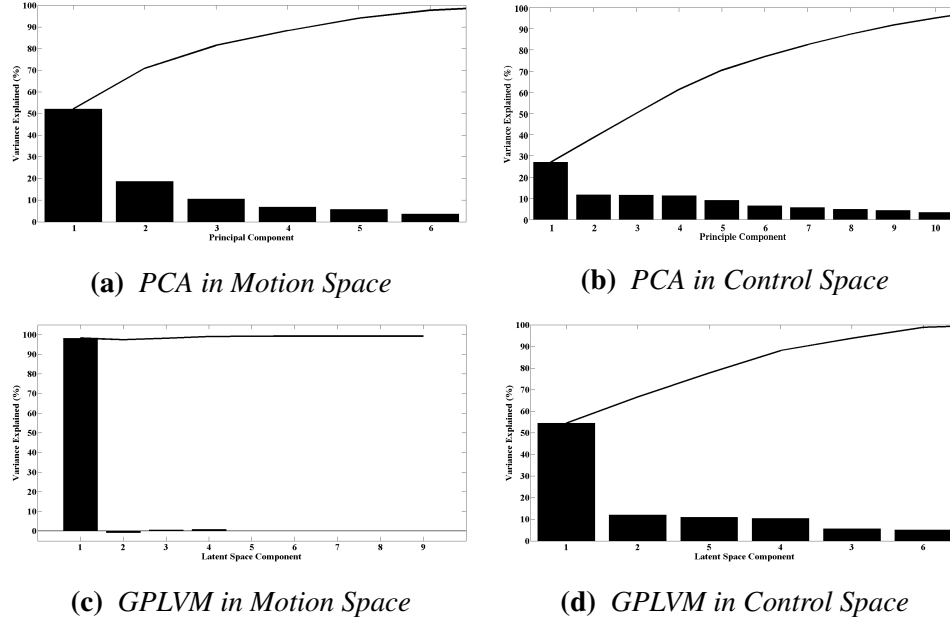 100
90
80
70
60
50
40
30
20
10
0
Variance Explained (%)
1 2 3 4 5 6
Principal Component
(a) PCA in Motion Space
100
90
80
70
60
50
40
30
20
10
0
Variance Explained (%)
1 2 3 4 5 6 7 8 9 10
Principle Component
(b) PCA in Control Space
100
90
80
70
60
50
40
30
20
10
0
Variance Explained (%)
1 2 3 4 5 6 7 8 9
Latent Space Component
(c) GPLVM in Motion Space
100
90
80
70
60
50
40
30
20
10
0
Variance Explained (%)
1 2 5 4 3 6
Latent Space Component
(d) GPLVM in Control Space